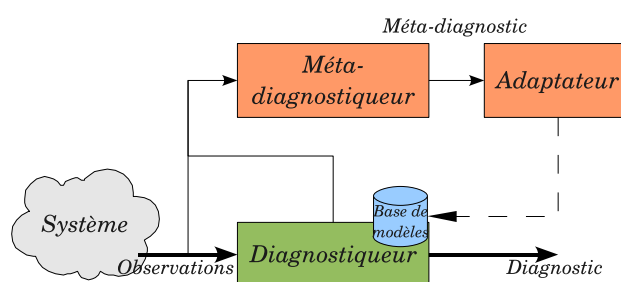 Méta-diagnostic
Méta-
diagnostiqueur
Adaptateur
Système
Base de
modèles
Observations
Diagnostiqueur
Diagnostic